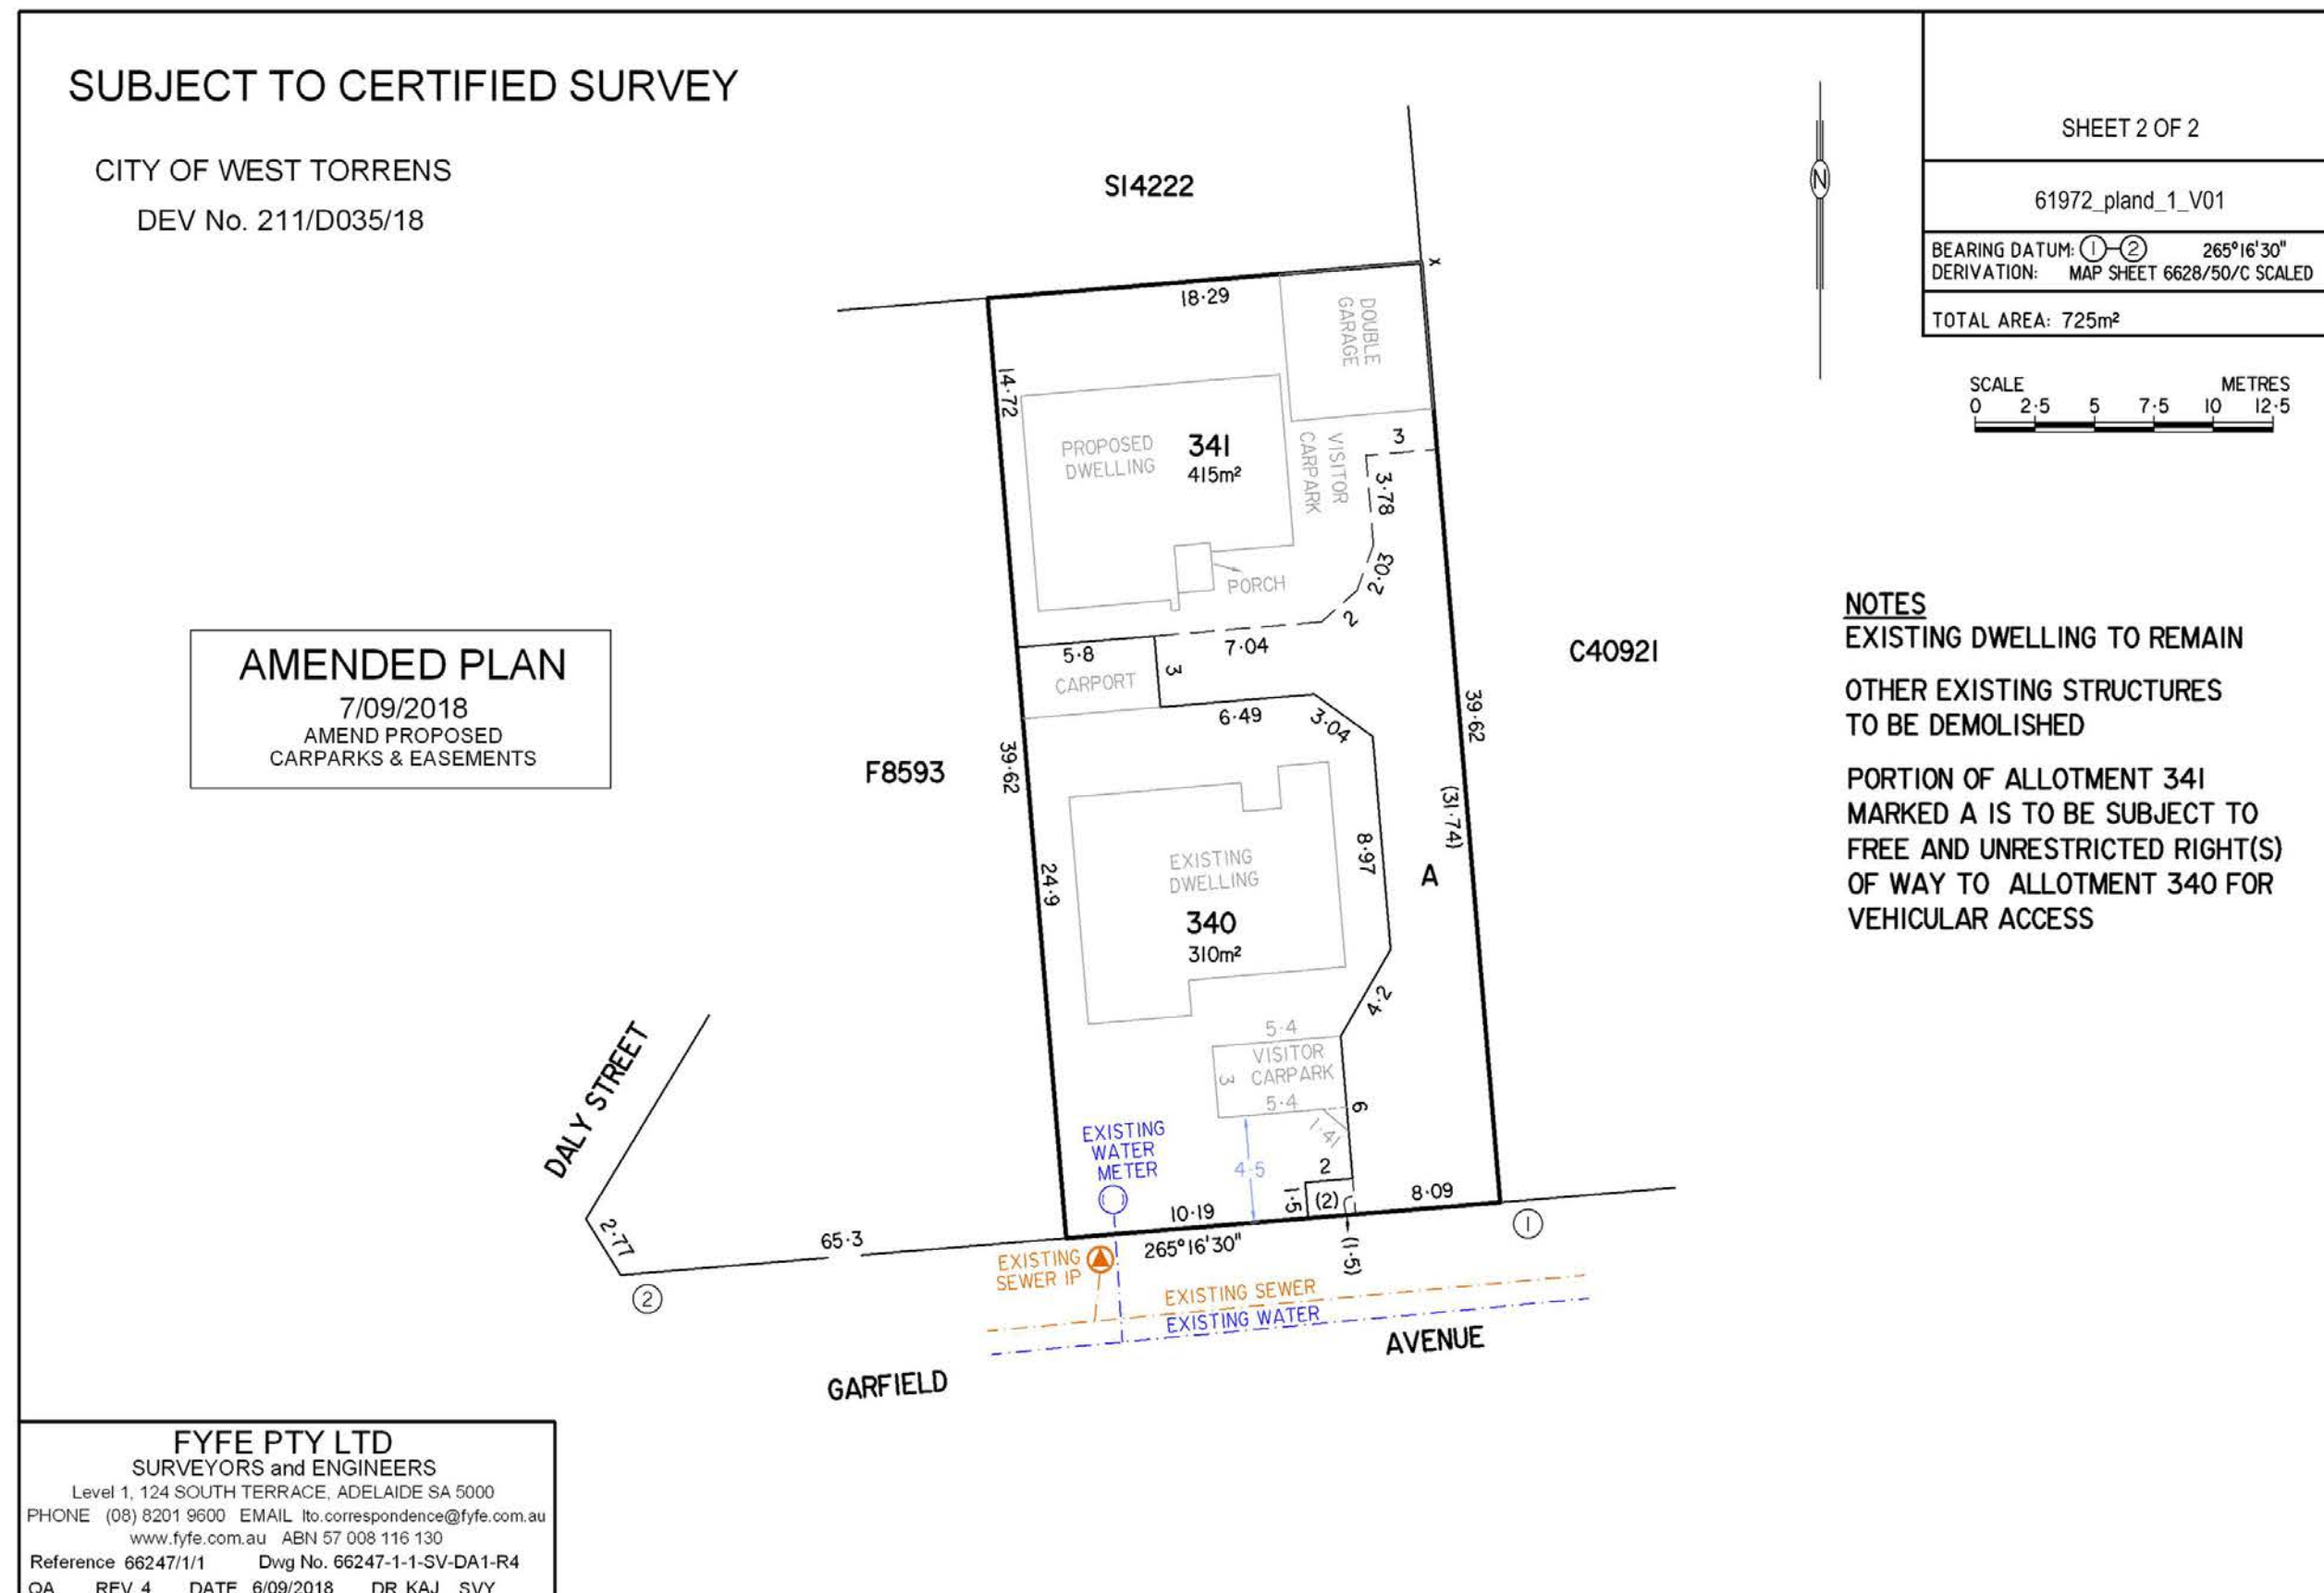 SUBJECT TO CERTIFIED SURVEY
CITY OF WEST TORRENS
DEV No. 211/D035/18
SHEET 2 OF 2
61972_pland_1_V01
BEARING DATUM: 1-2 265°16'30"
DERIVATION: MAP SHEET 6628/50/C SCALED
TOTAL AREA: 725m²
N
SCALE METRES
0 2·5 5 7·5 10 12·5
S14222
x
18·29
DOUBLE
GARAGE
14·72
PROPOSED
DWELLING
341
415m²
VISITOR
CARPARK
3
3·78
2·03
PORCH
2
7·04
5·8
CARPORT
3
6·49
3·04
39·62
39·62
(31·74)
C40921
F8593
AMENDED PLAN
7/09/2018
AMEND PROPOSED
CARPARKS & EASEMENTS
NOTES
EXISTING DWELLING TO REMAIN
OTHER EXISTING STRUCTURES
TO BE DEMOLISHED
PORTION OF ALLOTMENT 341
MARKED A IS TO BE SUBJECT TO
FREE AND UNRESTRICTED RIGHT(S)
OF WAY TO ALLOTMENT 340 FOR
VEHICULAR ACCESS
24·9
EXISTING
DWELLING
340
310m²
8·97
A
4·2
5·4
VISITOR
CARPARK
3
5·4
6
1·41
EXISTING
WATER
METER
4·5
2
1·5
(2)
8·09
10·19
265°16'30"
(1·5)
1
DALY STREET
2·77
65·3
2
EXISTING
SEWER IP
EXISTING SEWER
EXISTING WATER
GARFIELD AVENUE
FYFE PTY LTD
SURVEYORS and ENGINEERS
Level 1, 124 SOUTH TERRACE, ADELAIDE SA 5000
PHONE (08) 8201 9600 EMAIL lto.correspondence@fyfe.com.au
www.fyfe.com.au ABN 57 008 116 130
Reference 66247/1/1 Dwg No. 66247-1-1-SV-DA1-R4
QA REV 4 DATE 6/09/2018 DR KAJ SVY